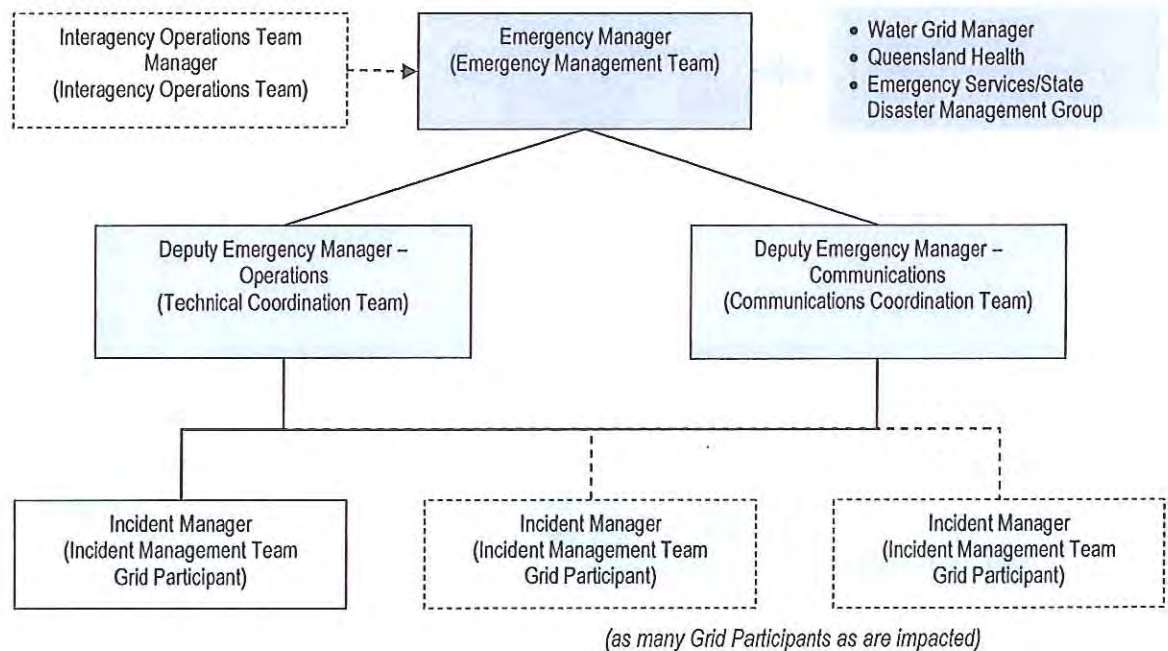 Interagency Operations Team
Manager
(Interagency Operations Team)
Emergency Manager
(Emergency Management Team)
• Water Grid Manager
• Queensland Health
• Emergency Services/State
Disaster Management Group
Deputy Emergency Manager –
Operations
(Technical Coordination Team)
Deputy Emergency Manager –
Communications
(Communications Coordination Team)
Incident Manager
(Incident Management Team
Grid Participant)
Incident Manager
(Incident Management Team
Grid Participant)
Incident Manager
(Incident Management Team
Grid Participant)
(as many Grid Participants as are impacted)